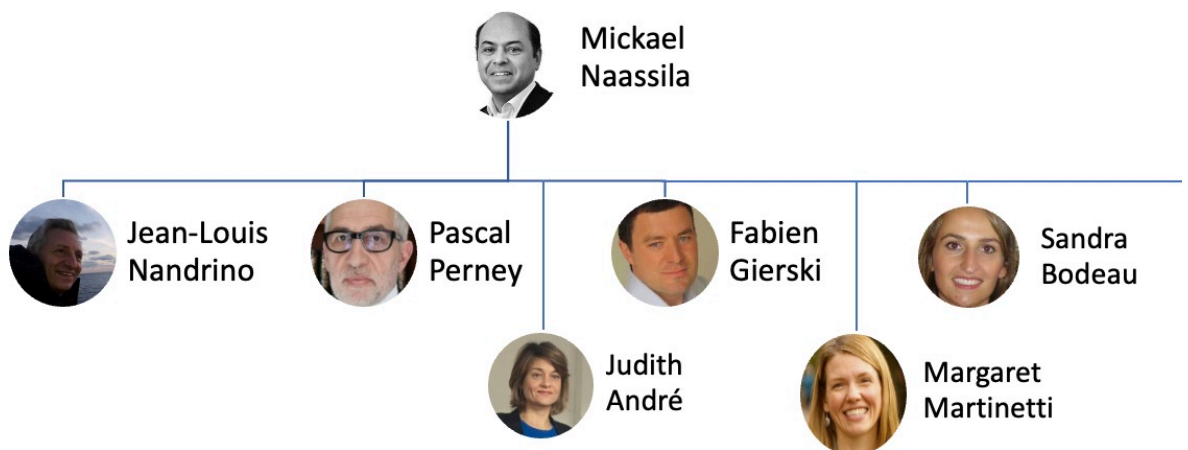 Mickael
Naassila
Jean-Louis
Nandrino
Pascal
Perney
Fabien
Gierski
Sandra
Bodeau
Judith
André
Margaret
Martinetti